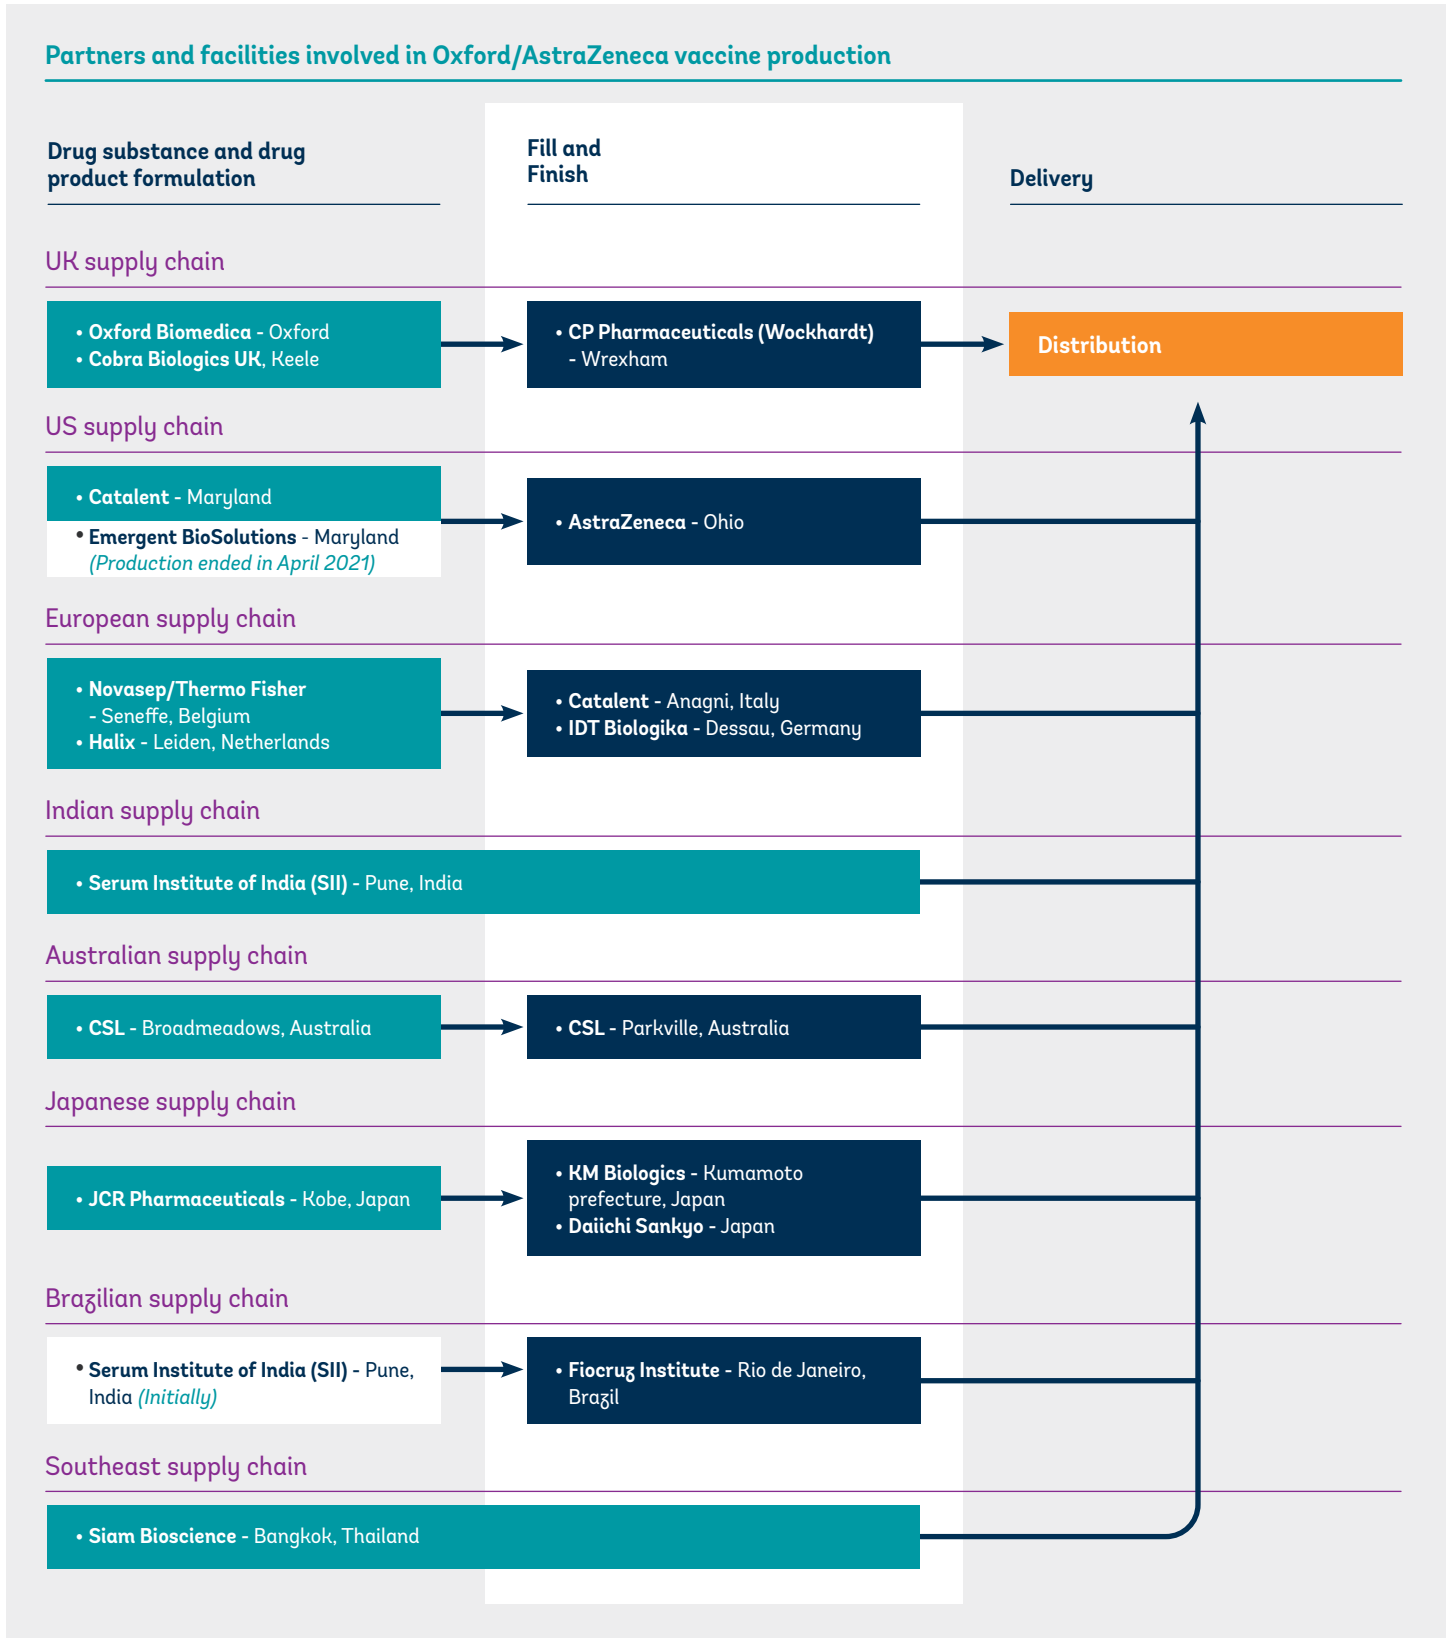 Partners and facilities involved in Oxford/AstraZeneca vaccine production
Drug substance and drug
product formulation
Fill and
Finish
Delivery
UK supply chain
• Oxford Biomedica - Oxford
• Cobra Biologics UK, Keele
• CP Pharmaceuticals (Wockhardt)
- Wrexham
Distribution
US supply chain
• Catalent - Maryland
• Emergent BioSolutions - Maryland
(Production ended in April 2021)
• AstraZeneca - Ohio
European supply chain
• Novasep/Thermo Fisher
- Seneffe, Belgium
• Halix - Leiden, Netherlands
• Catalent - Anagni, Italy
• IDT Biologika - Dessau, Germany
Indian supply chain
• Serum Institute of India (SII) - Pune, India
Australian supply chain
• CSL - Broadmeadows, Australia
• CSL - Parkville, Australia
Japanese supply chain
• JCR Pharmaceuticals - Kobe, Japan
• KM Biologics - Kumamoto
prefecture, Japan
• Daiichi Sankyo - Japan
Brazilian supply chain
• Serum Institute of India (SII) - Pune,
India (Initially)
• Fiocruz Institute - Rio de Janeiro,
Brazil
Southeast supply chain
• Siam Bioscience - Bangkok, Thailand